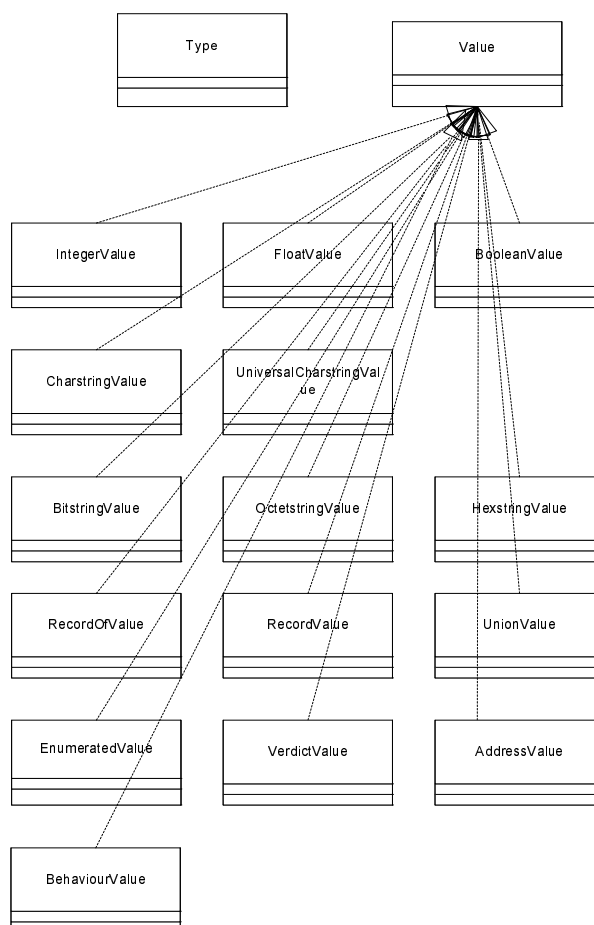 Type
Value
IntegerValue
FloatValue
BooleanValue
CharstringValue
UniversalCharstringVal
ue
BitstringValue
OctetstringValue
HexstringValue
RecordOfValue
RecordValue
UnionValue
EnumeratedValue
VerdictValue
AddressValue
BehaviourValue